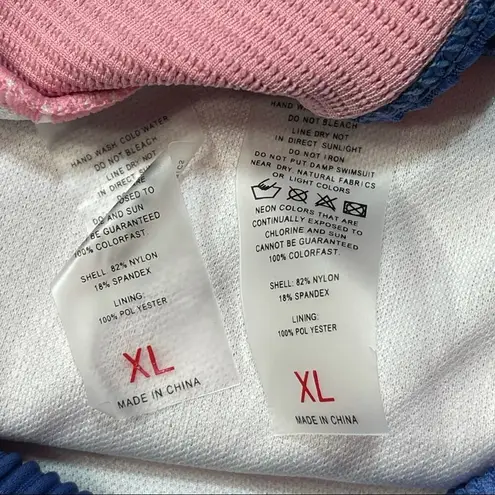 HAND WASH COLD WATER
DO NOT BLEACH
LINE DRY NOT
IN DIRECT SU
OSED TO
DO AND SUN
BE GUARANTEED
100% COLORFAST.
SHELL: 82% NYLON
18% SPANDEX
LINING:
100% POLYESTER
XL
MADE IN CHINA
HAND WASH
DO NOT BLEACH
LINE DRY NOT
IN DIRECT SUNLIGHT
DO NOT IRON
DO NOT PUT DAMP SWIMSUIT
NEAR DRY, NATURAL FABRICS
OR LIGHT COLORS
NEON COLORS THAT ARE
CONTINUALLY EXPOSED TO
CHLORINE AND SUN
CANNOT BE GUARANTEED
100% COLORFAST.
SHELL: 82% NYLON
18% SPANDEX
LINING:
100% POLYESTER
XL
MADE IN CHINA